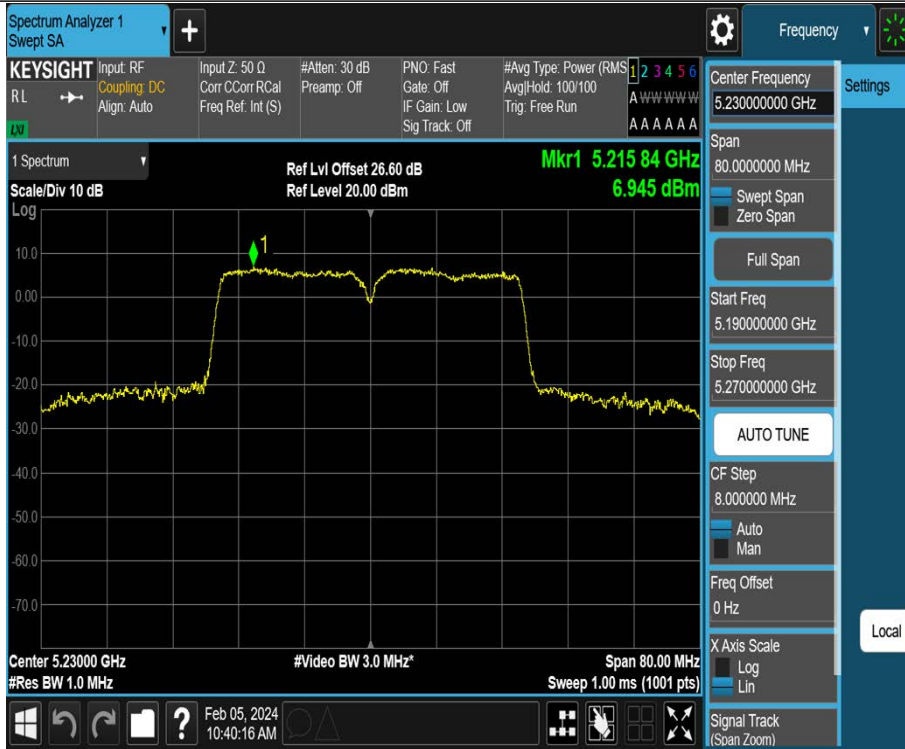 Spectrum Analyzer 1
Swept SA
+
Frequency
KEYSIGHT
R L
LXI
Input: RF
Coupling: DC
Align: Auto
Input Z: 50 Ω
Corr CCorr RCal
Freq Ref: Int (S)
#Atten: 30 dB
Preamp: Off
PNO: Fast
Gate: Off
IF Gain: Low
Sig Track: Off
#Avg Type: Power (RMS
Avg|Hold: 100/100
Trig: Free Run
1 2 3 4 5 6
A W W W W W
A A A A A A
1 Spectrum
Scale/Div 10 dB
Log
Ref Lvl Offset 26.60 dB
Ref Level 20.00 dBm
Mkr1 5.215 84 GHz
6.945 dBm
1
10.0
0.00
-10.0
-20.0
-30.0
-40.0
-50.0
-60.0
-70.0
Center 5.23000 GHz
#Res BW 1.0 MHz
#Video BW 3.0 MHz*
Span 80.00 MHz
Sweep 1.00 ms (1001 pts)
?
Feb 05, 2024
10:40:16 AM
Center Frequency
5.230000000 GHz
Span
80.0000000 MHz
Swept Span
Zero Span
Full Span
Start Freq
5.190000000 GHz
Stop Freq
5.270000000 GHz
AUTO TUNE
CF Step
8.000000 MHz
Auto
Man
Freq Offset
0 Hz
X Axis Scale
Log
Lin
Signal Track
(Span Zoom)
Settings
Local